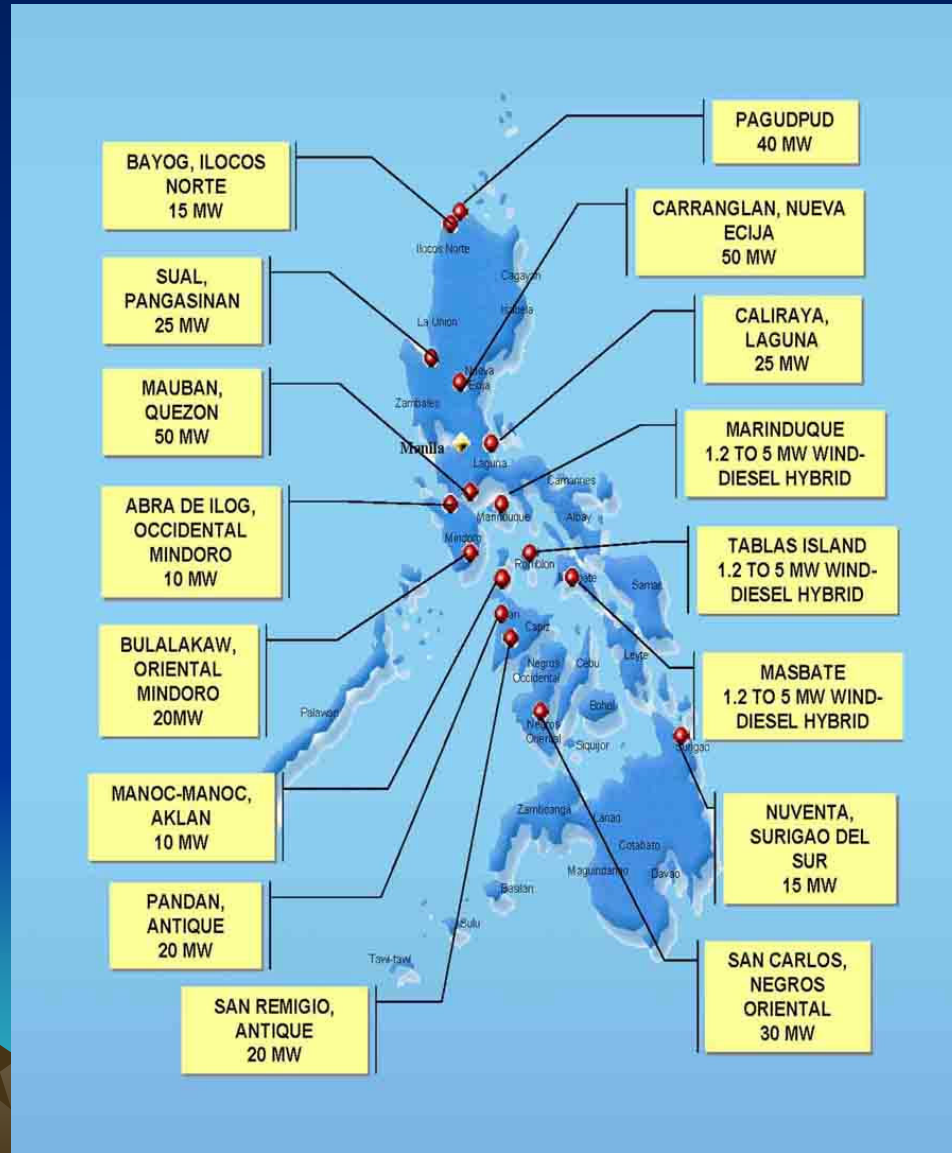 BAYOG, ILOCOS
NORTE
15 MW
SUAL,
PANGASINAN
25 MW
MAUBAN,
QUEZON
50 MW
ABRA DE ILOG,
OCCIDENTAL
MINDORO
10 MW
BULALAKAW,
ORIENTAL
MINDORO
20MW
MANOC-MANOC,
AKLAN
10 MW
PANDAN,
ANTIQUE
20 MW
SAN REMIGIO,
ANTIQUE
20 MW
PAGUDPUD
40 MW
CARRANGLAN, NUEVA
ECIJA
50 MW
CALIRAYA,
LAGUNA
25 MW
MARINDUQUE
1.2 TO 5 MW WIND-
DIESEL HYBRID
TABLAS ISLAND
1.2 TO 5 MW WIND-
DIESEL HYBRID
MASBATE
1.2 TO 5 MW WIND-
DIESEL HYBRID
NUVENTA,
SURIGAO DEL
SUR
15 MW
SAN CARLOS,
NEGROS
ORIENTAL
30 MW
Ilocos Norte
Cagayan
Isabela
La Union
Nueva
Ecija
Zambales
Manila
Laguna
Marinduque
Albay
Mindoro
Romblon
Samar
Capiz
Leyte
Negros
Occidental
Cebu
Palawan
Bohol
Negros
Oriental
Siquijor
Surigao
Zamboanga
Lanao
Cotabato
Maguindanao
Davao
Basilan
Sulu
Tawi-tawi